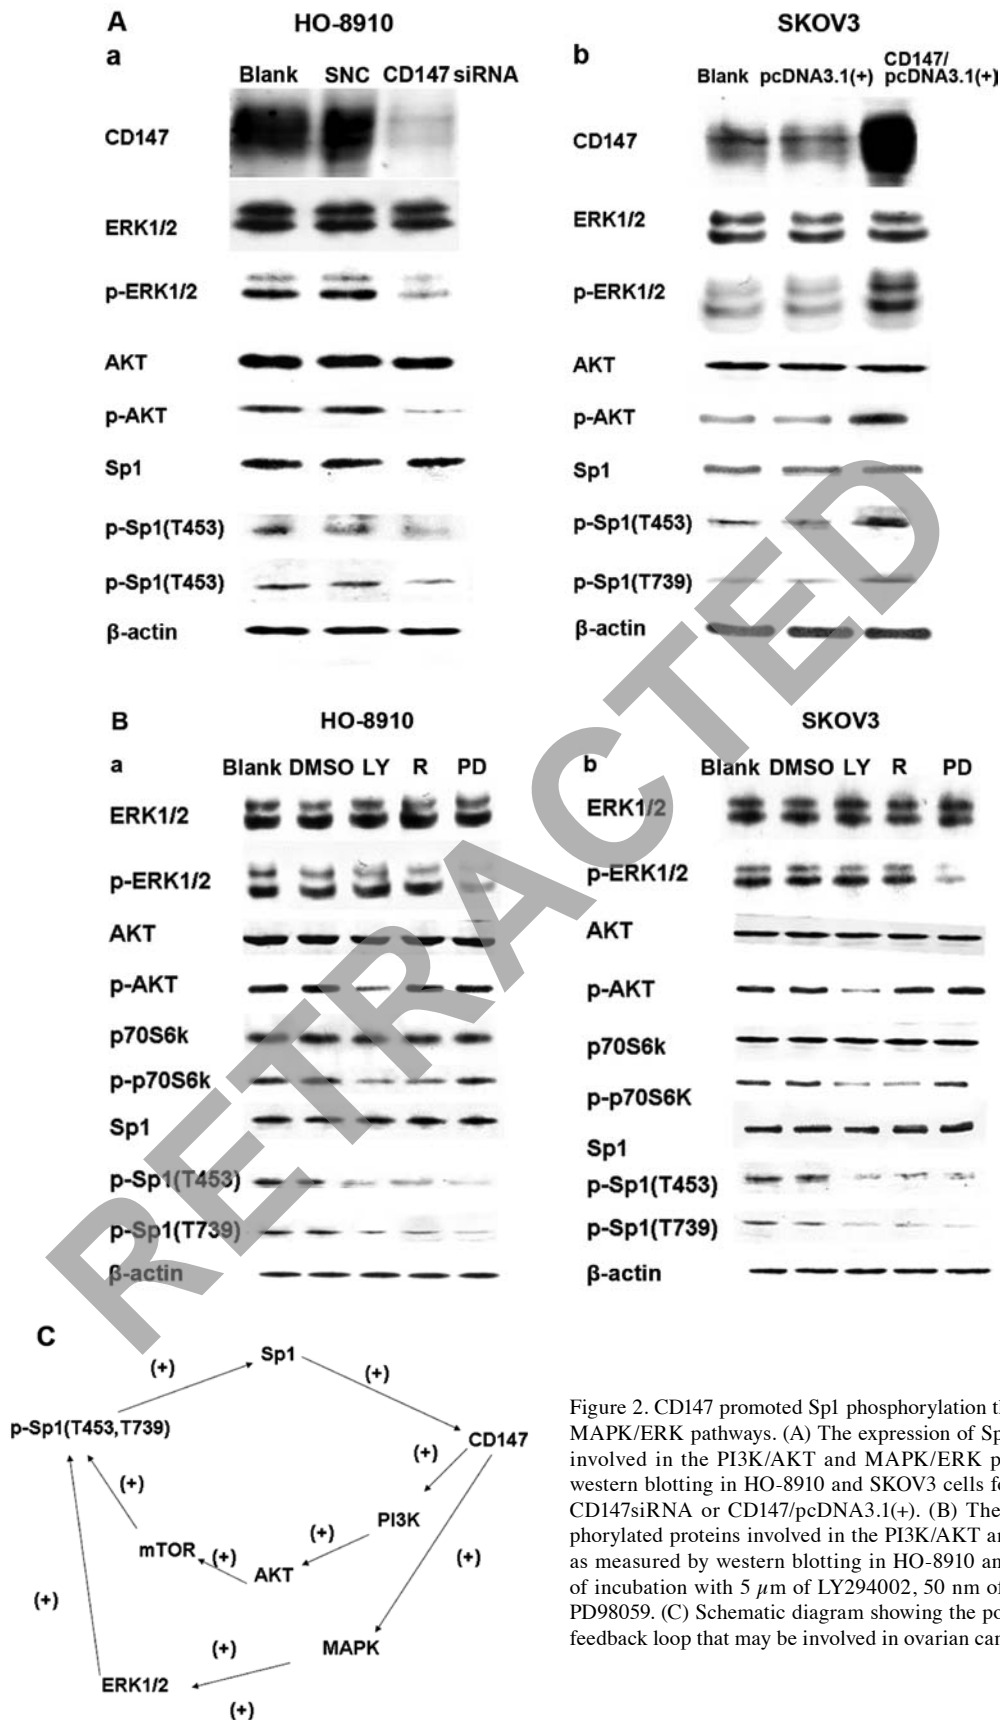 A
HO-8910
a
Blank SNC CD147 siRNA
CD147
ERK1/2
p-ERK1/2
AKT
p-AKT
Sp1
p-Sp1(T453)
p-Sp1(T453)
β-actin
SKOV3
b
Blank pcDNA3.1(+) CD147/
pcDNA3.1(+)
CD147
ERK1/2
p-ERK1/2
AKT
p-AKT
Sp1
p-Sp1(T453)
p-Sp1(T739)
β-actin
B
HO-8910
a
Blank DMSO LY R PD
ERK1/2
p-ERK1/2
AKT
p-AKT
p70S6k
p-p70S6k
Sp1
p-Sp1(T453)
p-Sp1(T739)
β-actin
SKOV3
b
Blank DMSO LY R PD
ERK1/2
p-ERK1/2
AKT
p-AKT
p70S6k
p-p70S6K
Sp1
p-Sp1(T453)
p-Sp1(T739)
β-actin
RETRACTED
C
Sp1
(+)
(+)
p-Sp1(T453,T739)
CD147
(+)
(+)
PI3K
(+)
mTOR
(+)
AKT
(+)
(+)
MAPK
(+)
ERK1/2
(+)
Figure 2. CD147 promoted Sp1 phosphorylation th
MAPK/ERK pathways. (A) The expression of Sp
involved in the PI3K/AKT and MAPK/ERK p
western blotting in HO-8910 and SKOV3 cells fo
CD147siRNA or CD147/pcDNA3.1(+). (B) The
phorylated proteins involved in the PI3K/AKT an
as measured by western blotting in HO-8910 an
of incubation with 5 µm of LY294002, 50 nm of
PD98059. (C) Schematic diagram showing the po
feedback loop that may be involved in ovarian can